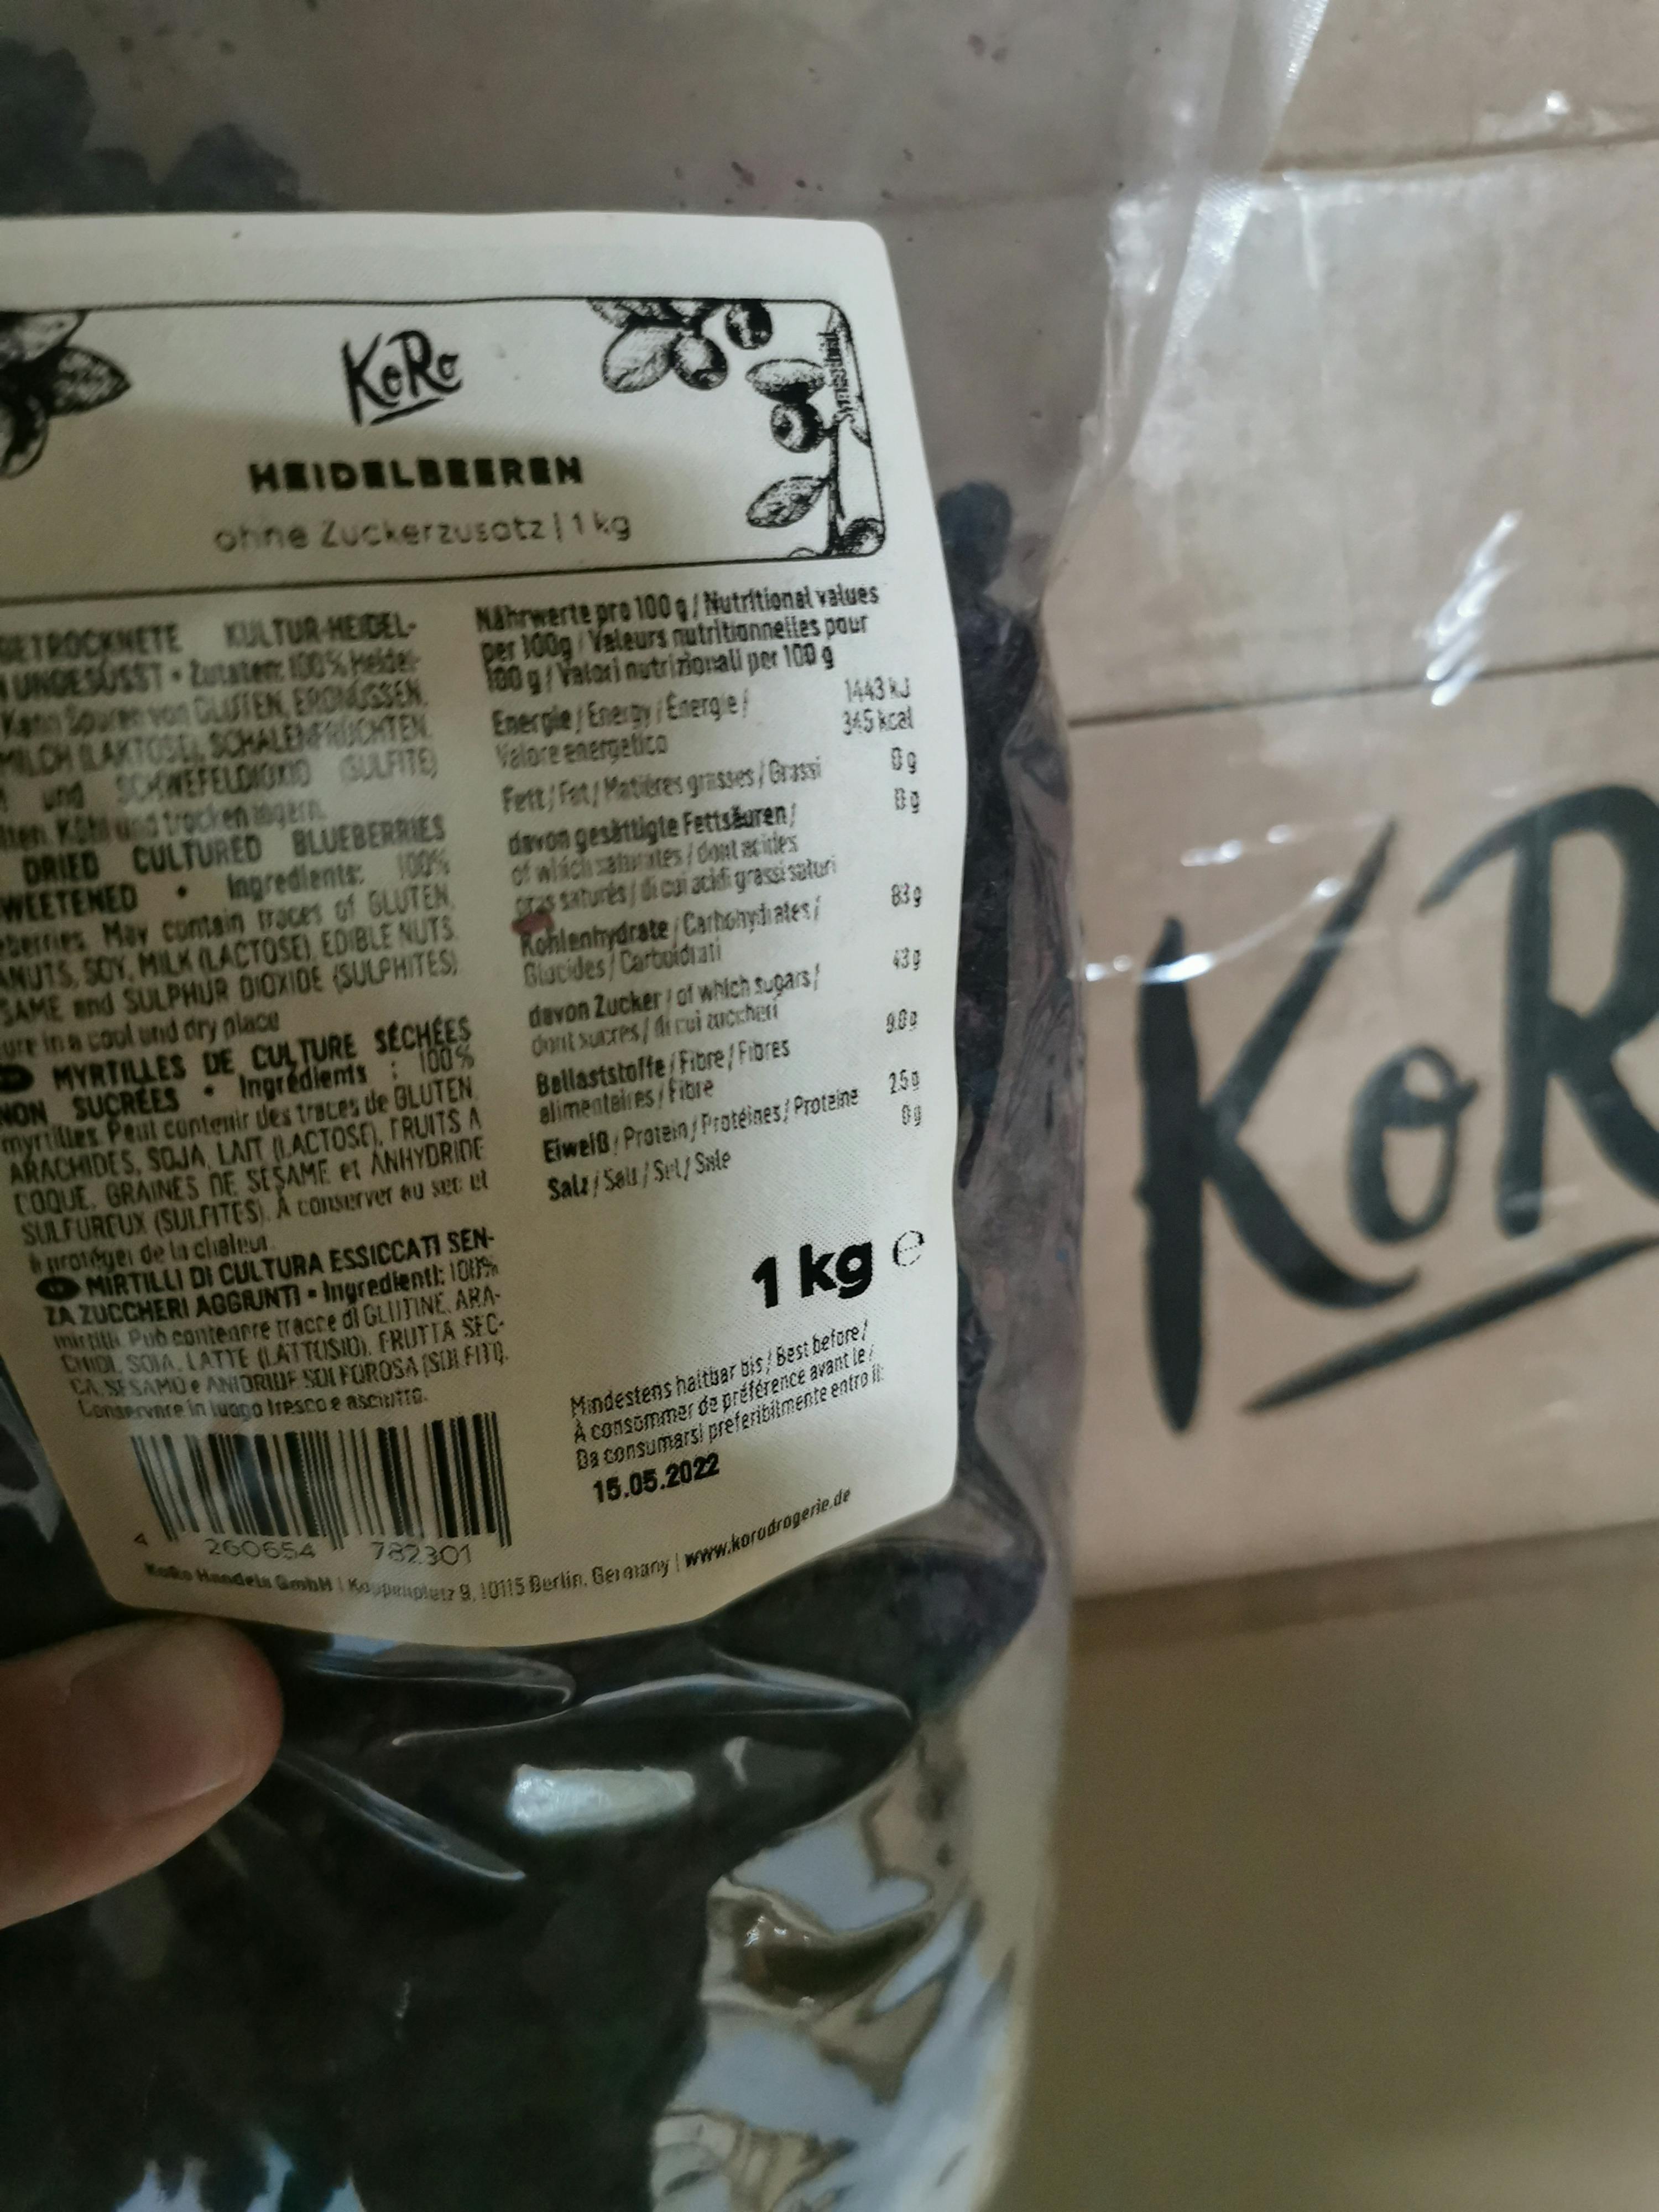 KoRo
HEIDELBEEREN
ohne Zuckerzusatz | 1 kg
Symbolbild
GETROCKNETE KULTUR-HEIDEL-
UNGESÜSST • Zutaten: 100% Heidel-
Kann Spuren von GLUTEN, ERDNÜSSEN,
MILCH (LAKTOSE), SCHALENFRÜCHTEN,
und SCHWEFELDIOXID (SULFITE)
Kühl und trocken lagern.
DRIED CULTURED BLUEBERRIES
WEETENED • Ingredients: 100%
eberries. May contain traces of GLUTEN,
ANUTS, SOY, MILK (LACTOSE), EDIBLE NUTS,
SAME and SULPHUR DIOXIDE (SULPHITES)
ore in a cool und dry place
MYRTILLES DE CULTURE SÉCHÉES
NON SUCRÉES • Ingrédients : 100%
myrtilles. Peut contenir des traces de GLUTEN,
ARACHIDES, SOJA, LAIT (LACTOSE), FRUITS A
COQUE, GRAINES DE SÉSAME et ANHYDRIDE
SULFUREUX (SULFITES). À conserver au sec et
à protéger de la chaleur.
MIRTILLI DI CULTURA ESSICCATI SEN-
ZA ZUCCHERI AGGIUNTI • Ingredienti: 100%
mirtilli. Può contenere tracce di GLUTINE, ARA-
CHIDI, SOIA, LATTE (LATTOSIO), FRUTTA SEC-
CA, SESAMO e ANIDRIDE SOLFOROSA (SOLFITI).
Conservare in luogo fresco e asciutto.
4 260654 782301
Nährwerte pro 100 g / Nutritional values
per 100g / Valeurs nutritionnelles pour
100 g / Valori nutrizionali per 100 g
Energie / Energy / Énergie / 1443 kJ
Valore energetico 345 kcal
Fett / Fat / Matières grasses / Grassi 0 g
davon gesättigte Fettsäuren / 0 g
of which saturates / dont acides
gras saturés / di cui acidi grassi saturi
Kohlenhydrate / Carbohydrates / 83 g
Glucides / Carboidrati
davon Zucker / of which sugars / 43 g
dont sucres / di cui zuccheri
Ballaststoffe / Fibre / Fibres 9.0 g
alimentaires / Fibre
Eiweiß / Protein / Protéines / Proteine 2.5 g
Salz / Salt / Sel / Sale 0 g
1 kg e
Mindestens haltbar bis / Best before /
À consommer de préférence avant le /
Da consumarsi preferibilmente entro il:
15.05.2022
KoRo Handels GmbH | Koppenplatz 9, 10115 Berlin, Germany | www.korodrogerie.de
KoR